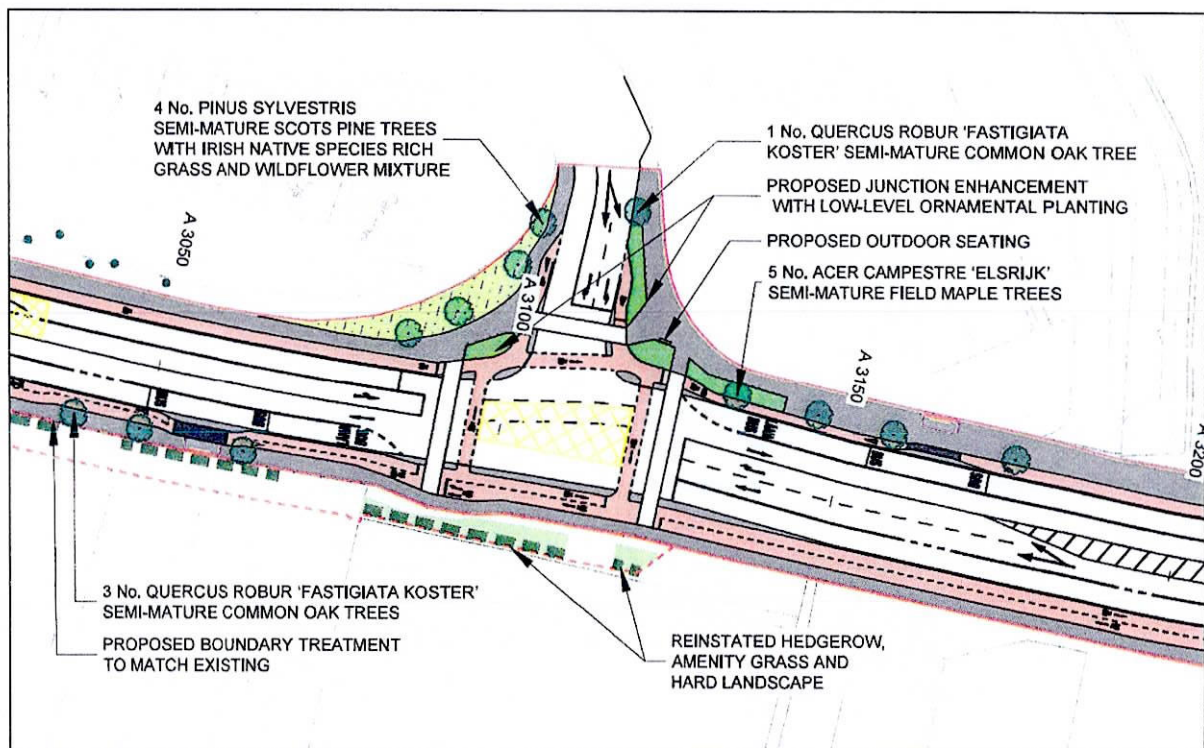 4 No. PINUS SYLVESTRIS
SEMI-MATURE SCOTS PINE TREES
WITH IRISH NATIVE SPECIES RICH
GRASS AND WILDFLOWER MIXTURE
1 No. QUERCUS ROBUR 'FASTIGIATA
KOSTER' SEMI-MATURE COMMON OAK TREE
PROPOSED JUNCTION ENHANCEMENT
WITH LOW-LEVEL ORNAMENTAL PLANTING
PROPOSED OUTDOOR SEATING
5 No. ACER CAMPESTRE 'ELSRIJK'
SEMI-MATURE FIELD MAPLE TREES
A 3050
A 3100
A 3150
A 3200
3 No. QUERCUS ROBUR 'FASTIGIATA KOSTER'
SEMI-MATURE COMMON OAK TREES
PROPOSED BOUNDARY TREATMENT
TO MATCH EXISTING
REINSTATED HEDGEROW,
AMENITY GRASS AND
HARD LANDSCAPE